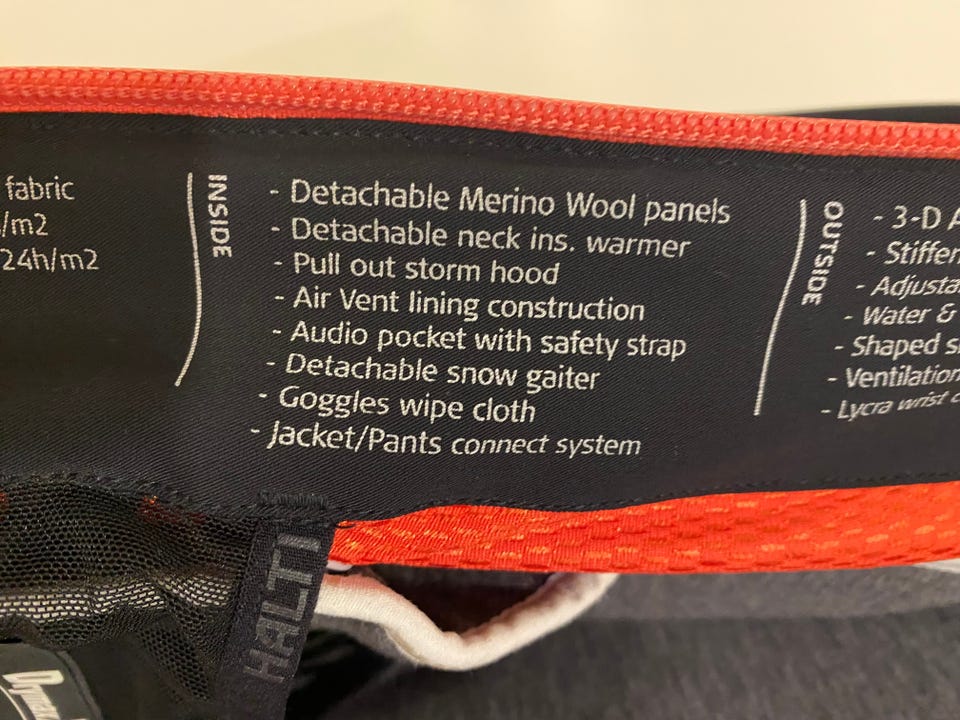 fabric
/m2
24h/m2
INSIDE
- Detachable Merino Wool panels
- Detachable neck ins. warmer
- Pull out storm hood
- Air Vent lining construction
- Audio pocket with safety strap
- Detachable snow gaiter
- Goggles wipe cloth
- Jacket/Pants connect system
OUTSIDE
- 3-D A
- Stiffen
- Adjusta
- Water &
- Shaped s
- Ventilation
- Lycra wrist c
HALTI